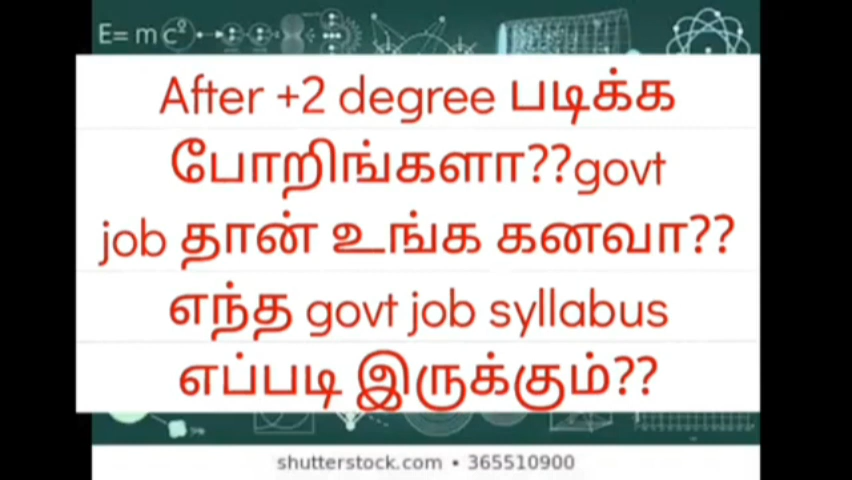 E= mc²
After +2 degree படிக்க
போறிங்களா??govt
job தான் உங்க கனவா??
எந்த govt job syllabus
எப்படி இருக்கும்??
shutterstock.com • 365510900